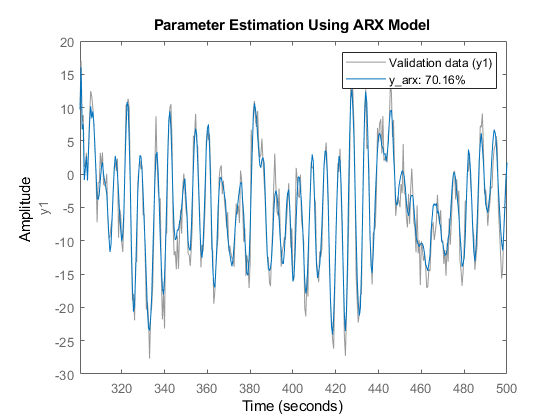 Parameter Estimation Using ARX Model
Validation data (y1)
y_arx: 70.16%
20
15
10
5
0
-5
-10
-15
-20
-25
-30
Amplitude
y1
320 340 360 380 400 420 440 460 480 500
Time (seconds)